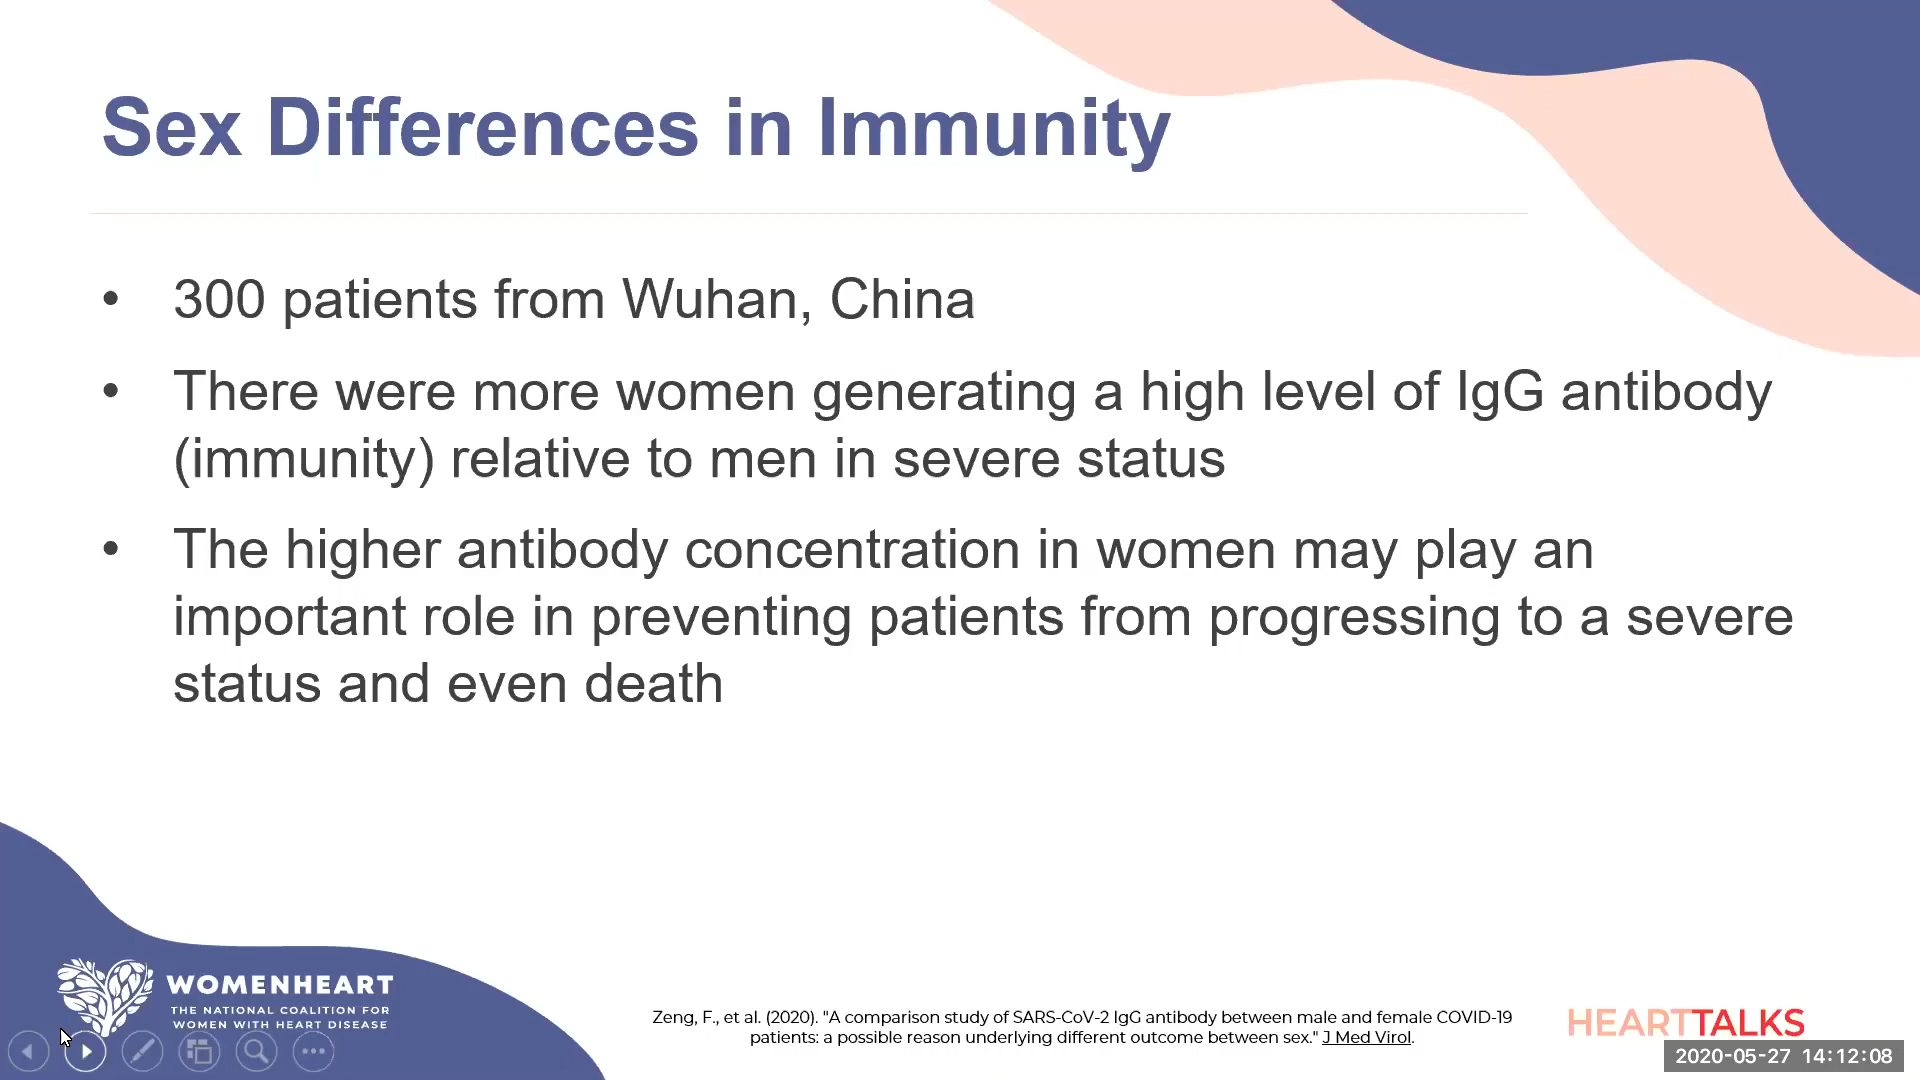 Sex Differences in Immunity
• 300 patients from Wuhan, China
• There were more women generating a high level of IgG antibody
(immunity) relative to men in severe status
• The higher antibody concentration in women may play an
important role in preventing patients from progressing to a severe
status and even death
WOMENHEART
THE NATIONAL COALITION FOR
WOMEN WITH HEART DISEASE
Zeng, F., et al. (2020). "A comparison study of SARS-CoV-2 IgG antibody between male and female COVID-19
patients: a possible reason underlying different outcome between sex." J Med Virol.
HEARTTALKS
2020-05-27 14:12:08